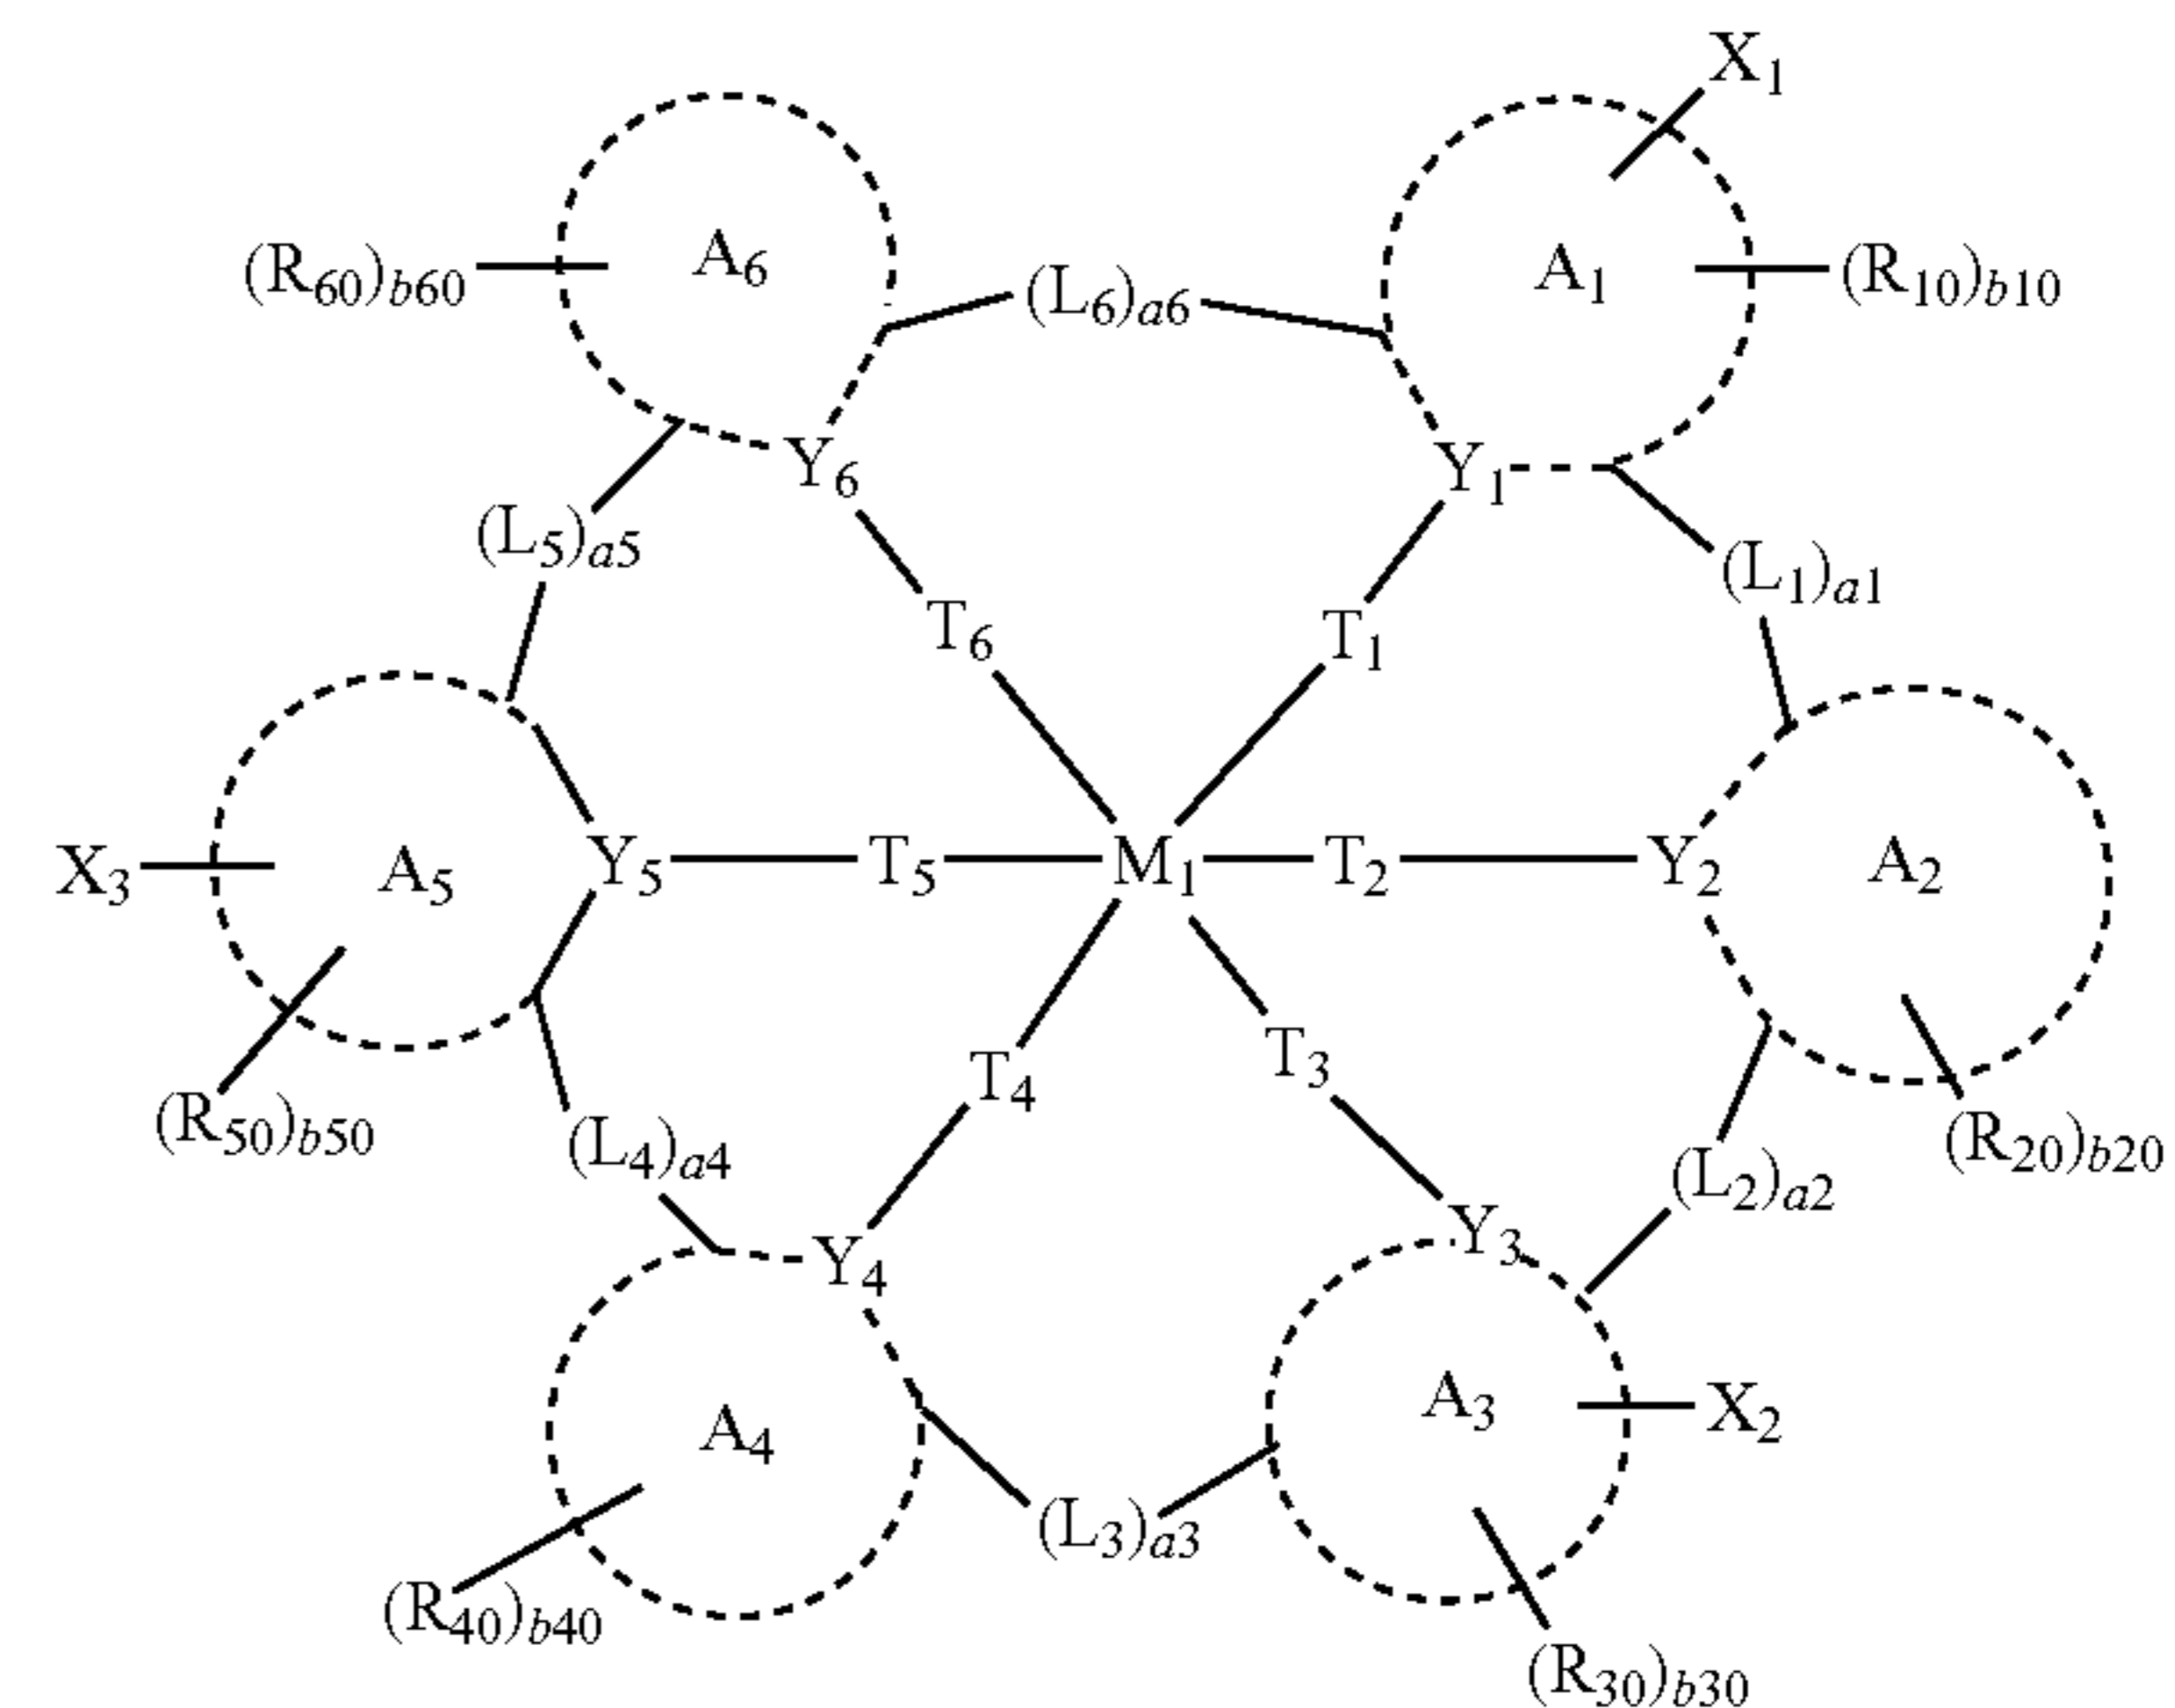 X₁
(R₆₀)b60 A₆ (L₆)a6 A₁ (R₁₀)b10
Y₆ Y₁
(L₅)a5 (L₁)a1
T₆ T₁
X₃ A₅ Y₅ T₅ M₁ T₂ Y₂ A₂
T₄ T₃
(R₅₀)b50 (L₄)a4 (R₂₀)b20
(L₂)a2
Y₄ Y₃
A₄ A₃ X₂
(L₃)a3
(R₄₀)b40
(R₃₀)b30